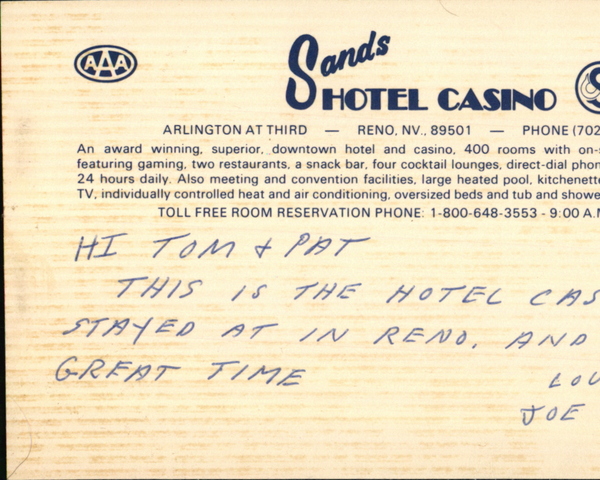 AAA
Sands
HOTEL CASINO
ARLINGTON AT THIRD — RENO, NV., 89501 — PHONE (702
An award winning, superior, downtown hotel and casino, 400 rooms with on-s
featuring gaming, two restaurants, a snack bar, four cocktail lounges, direct-dial phon
24 hours daily. Also meeting and convention facilities, large heated pool, kitchenette
TV, individually controlled heat and air conditioning, oversized beds and tub and showe
TOLL FREE ROOM RESERVATION PHONE: 1-800-648-3553 - 9:00 A.M
HI TOM & PAT
THIS IS THE HOTEL CAS
STAYED AT IN RENO. AND
GREAT TIME
LOV
JOE